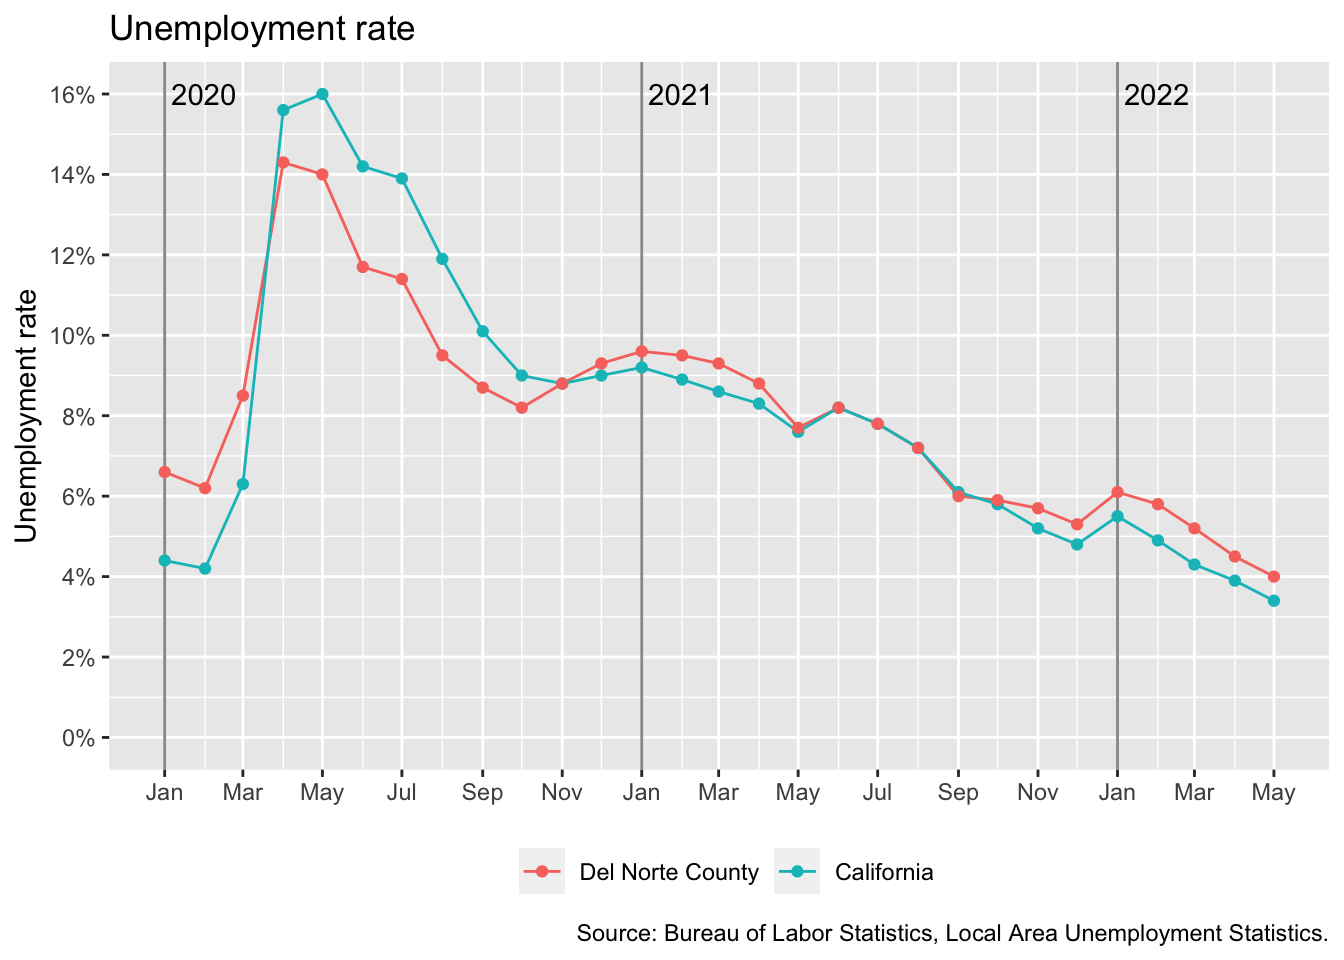 Unemployment rate
Unemployment rate
16%
14%
12%
10%
8%
6%
4%
2%
0%
2020
2021
2022
Jan Mar May Jul Sep Nov Jan Mar May Jul Sep Nov Jan Mar May
Del Norte County California
Source: Bureau of Labor Statistics, Local Area Unemployment Statistics.